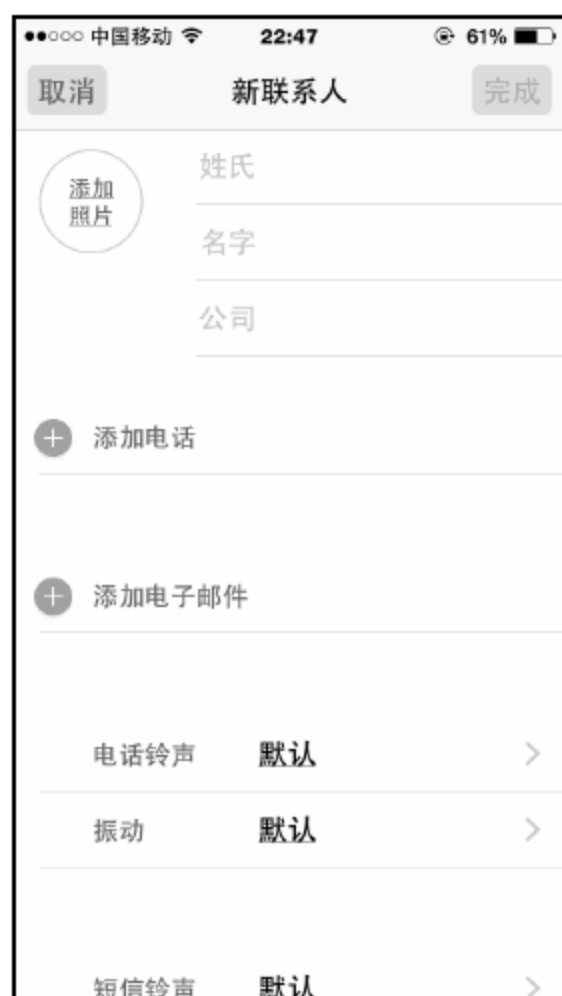 中国移动 22:47 61%
取消 新联系人 完成
添加
照片
姓氏
名字
公司
添加电话
添加电子邮件
电话铃声 默认
振动 默认
短信铃声 默认